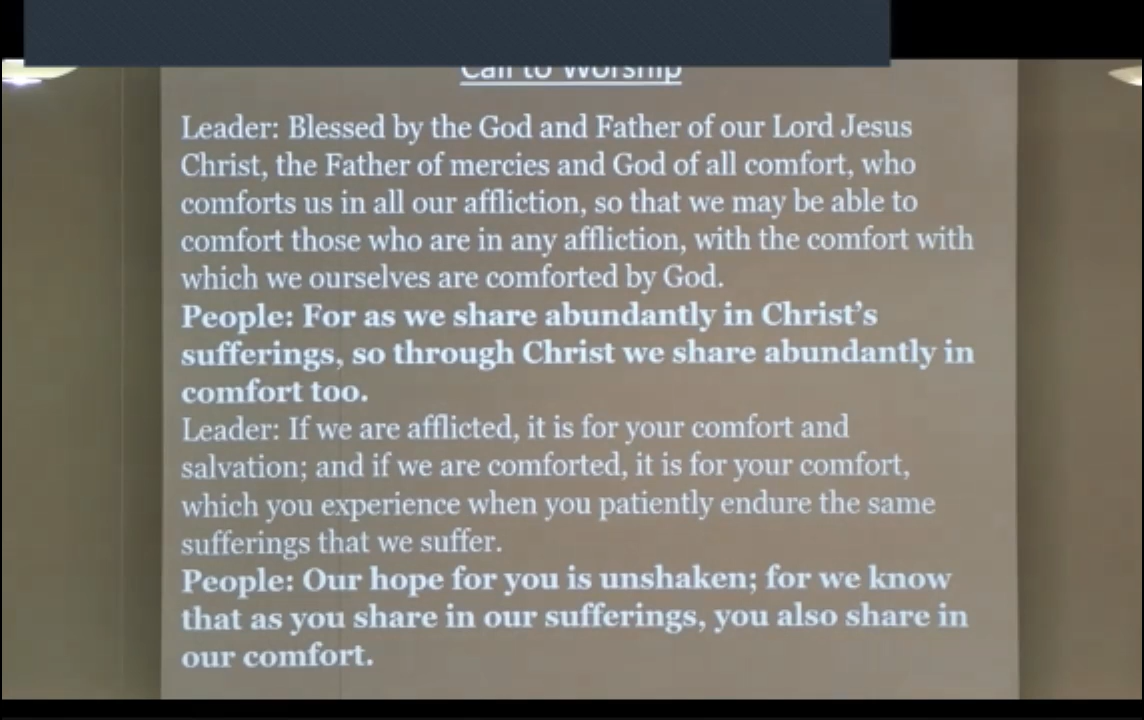 Call to Worship
Leader: Blessed by the God and Father of our Lord Jesus
Christ, the Father of mercies and God of all comfort, who
comforts us in all our affliction, so that we may be able to
comfort those who are in any affliction, with the comfort with
which we ourselves are comforted by God.
People: For as we share abundantly in Christ's
sufferings, so through Christ we share abundantly in
comfort too.
Leader: If we are afflicted, it is for your comfort and
salvation; and if we are comforted, it is for your comfort,
which you experience when you patiently endure the same
sufferings that we suffer.
People: Our hope for you is unshaken; for we know
that as you share in our sufferings, you also share in
our comfort.